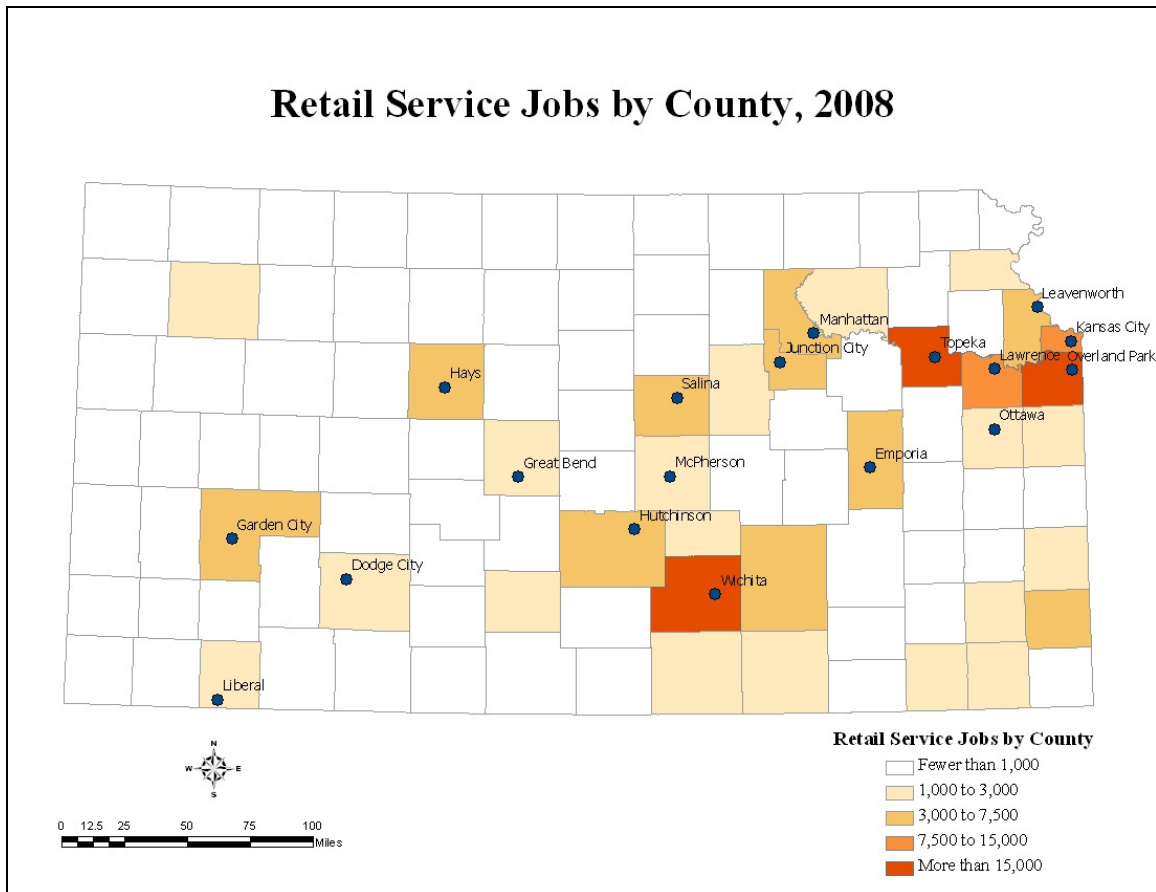 Retail Service Jobs by County, 2008
Leavenworth
Manhattan
Kansas City
Junction City
Topeka
Lawrence
Overland Park
Hays
Salina
Ottawa
Emporia
Great Bend
McPherson
Hutchinson
Garden City
Dodge City
Wichita
Liberal
N
W E
S
Retail Service Jobs by County
Fewer than 1,000
1,000 to 3,000
3,000 to 7,500
7,500 to 15,000
More than 15,000
0 12.5 25 50 75 100
Miles